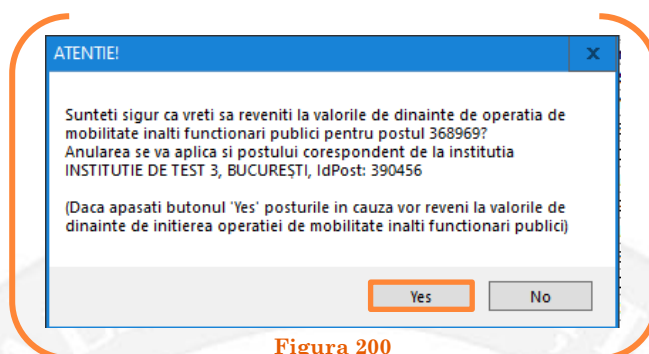 ATENTIE!
x
Sunteti sigur ca vreti sa reveniti la valorile de dinainte de operatia de
mobilitate inalti functionari publici pentru postul 368969?
Anularea se va aplica si postului corespondent de la institutia
INSTITUTIE DE TEST 3, BUCUREȘTI, IdPost: 390456
(Daca apasati butonul 'Yes' posturile in cauza vor reveni la valorile de
dinainte de initierea operatiei de mobilitate inalti functionari publici)
Yes No
Figura 200